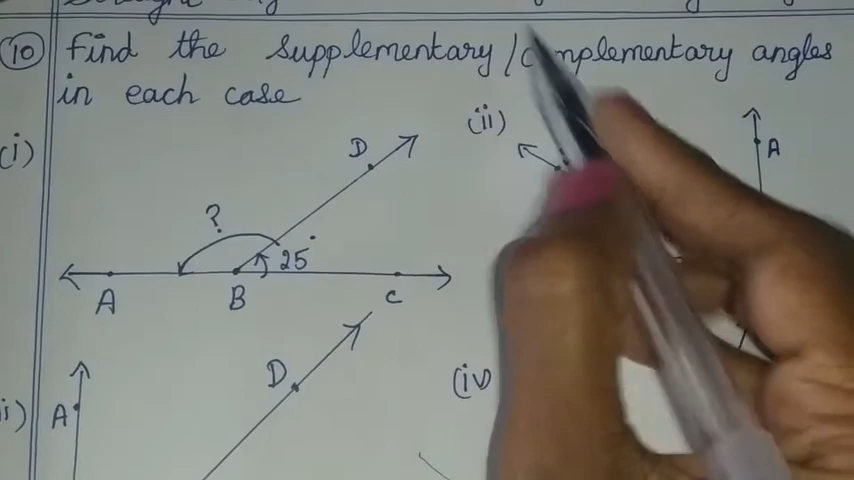 10 Find the supplementary / complementary angles
in each case
(i)
D
?
25°
A B C
(ii)
A
D
A
(iv)